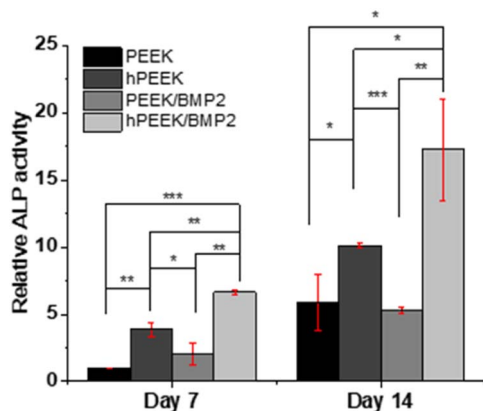 Relative ALP activity
25
20
15
10
5
0
PEEK
hPEEK
PEEK/BMP2
hPEEK/BMP2
***
**
**
*
**
*
*
**
***
*
Day 7
Day 14